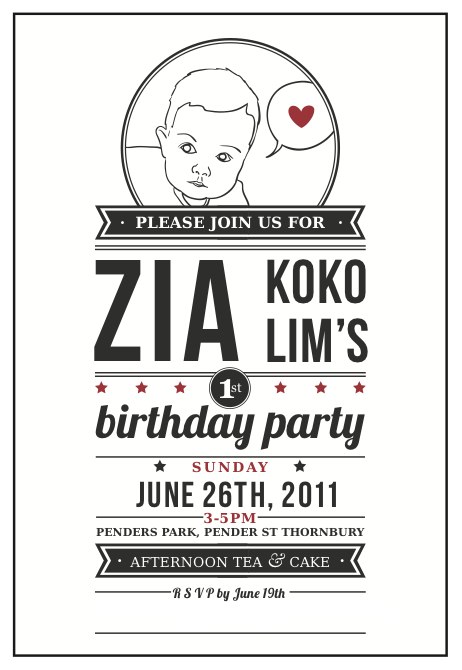 PLEASE JOIN US FOR
ZIA KOKO
LIM'S
1st
birthday party
SUNDAY
JUNE 26TH, 2011
3-5PM
PENDERS PARK, PENDER ST THORNBURY
AFTERNOON TEA & CAKE
R S V P by June 19th